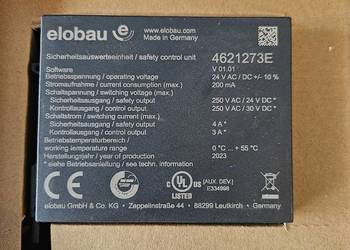 elobau e
www.elobau.com
Made in Germany
Sicherheitsauswerteeinheit / safety control unit 4621273E
Software V 01.01
Betriebsspannung / operating voltage 24 V AC / DC +/- 10 %
Stromaufnahme / current consumption (max.) 200 mA
Schaltspannung / switching voltage (max.)
Sicherheitsausgang / safety output 250 V AC / 24 V DC *
Kontrollausgang / control output 250 V AC / 30 V DC *
Schaltstrom / switching current (max.)
Sicherheitsausgang / safety output 4 A *
Kontrollausgang / control output 3 A *
Betriebstemperaturbereich /
working temperature range 0 °C ... + 55 °C
Herstellungsjahr / year of production 2023
* siehe Betriebsanleitung / see instruction manual
CE
C UL US LISTED
(AUX. DEV.)
E334998
elobau GmbH & Co. KG • Zeppelinstraße 44 • 88299 Leutkirch • Germany